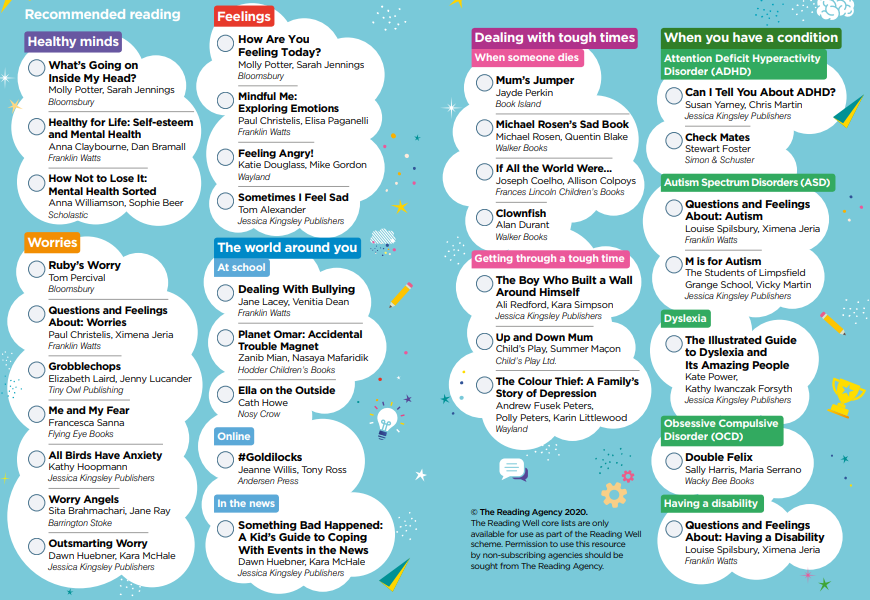 Recommended reading
Healthy minds
What's Going on
Inside My Head?
Molly Potter, Sarah Jennings
Bloomsbury
Healthy for Life: Self-esteem
and Mental Health
Anna Claybourne, Dan Bramall
Franklin Watts
How Not to Lose It:
Mental Health Sorted
Anna Williamson, Sophie Beer
Scholastic
Worries
Ruby's Worry
Tom Percival
Bloomsbury
Questions and Feelings
About: Worries
Paul Christelis, Ximena Jeria
Franklin Watts
Grobblechops
Elizabeth Laird, Jenny Lucander
Tiny Owl Publishing
Me and My Fear
Francesca Sanna
Flying Eye Books
All Birds Have Anxiety
Kathy Hoopmann
Jessica Kingsley Publishers
Worry Angels
Sita Brahmachari, Jane Ray
Barrington Stoke
Outsmarting Worry
Dawn Huebner, Kara McHale
Jessica Kingsley Publishers
Feelings
How Are You
Feeling Today?
Molly Potter, Sarah Jennings
Bloomsbury
Mindful Me:
Exploring Emotions
Paul Christelis, Elisa Paganelli
Franklin Watts
Feeling Angry!
Katie Douglass, Mike Gordon
Wayland
Sometimes I Feel Sad
Tom Alexander
Jessica Kingsley Publishers
The world around you
At school
Dealing With Bullying
Jane Lacey, Venitia Dean
Franklin Watts
Planet Omar: Accidental
Trouble Magnet
Zanib Mian, Nasaya Mafaridik
Hodder Children's Books
Ella on the Outside
Cath Howe
Nosy Crow
Online
#Goldilocks
Jeanne Willis, Tony Ross
Andersen Press
In the news
Something Bad Happened:
A Kid's Guide to Coping
With Events in the News
Dawn Huebner, Kara McHale
Jessica Kingsley Publishers
Dealing with tough times
When someone dies
Mum's Jumper
Jayde Perkin
Book Island
Michael Rosen's Sad Book
Michael Rosen, Quentin Blake
Walker Books
If All the World Were...
Joseph Coelho, Allison Colpoys
Frances Lincoln Children's Books
Clownfish
Alan Durant
Walker Books
Getting through a tough time
The Boy Who Built a Wall
Around Himself
Ali Redford, Kara Simpson
Jessica Kingsley Publishers
Up and Down Mum
Child's Play, Summer Maçon
Child's Play Ltd.
The Colour Thief: A Family's
Story of Depression
Andrew Fusek Peters,
Polly Peters, Karin Littlewood
Wayland
© The Reading Agency 2020.
The Reading Well core lists are only
available for use as part of the Reading Well
scheme. Permission to use this resource
by non-subscribing agencies should be
sought from The Reading Agency.
When you have a condition
Attention Deficit Hyperactivity
Disorder (ADHD)
Can I Tell You About ADHD?
Susan Yarney, Chris Martin
Jessica Kingsley Publishers
Check Mates
Stewart Foster
Simon & Schuster
Autism Spectrum Disorders (ASD)
Questions and Feelings
About: Autism
Louise Spilsbury, Ximena Jeria
Franklin Watts
M is for Autism
The Students of Limpsfield
Grange School, Vicky Martin
Jessica Kingsley Publishers
Dyslexia
The Illustrated Guide
to Dyslexia and
Its Amazing People
Kate Power,
Kathy Iwanczak Forsyth
Jessica Kingsley Publishers
Obsessive Compulsive
Disorder (OCD)
Double Felix
Sally Harris, Maria Serrano
Wacky Bee Books
Having a disability
Questions and Feelings
About: Having a Disability
Louise Spilsbury, Ximena Jeria
Franklin Watts